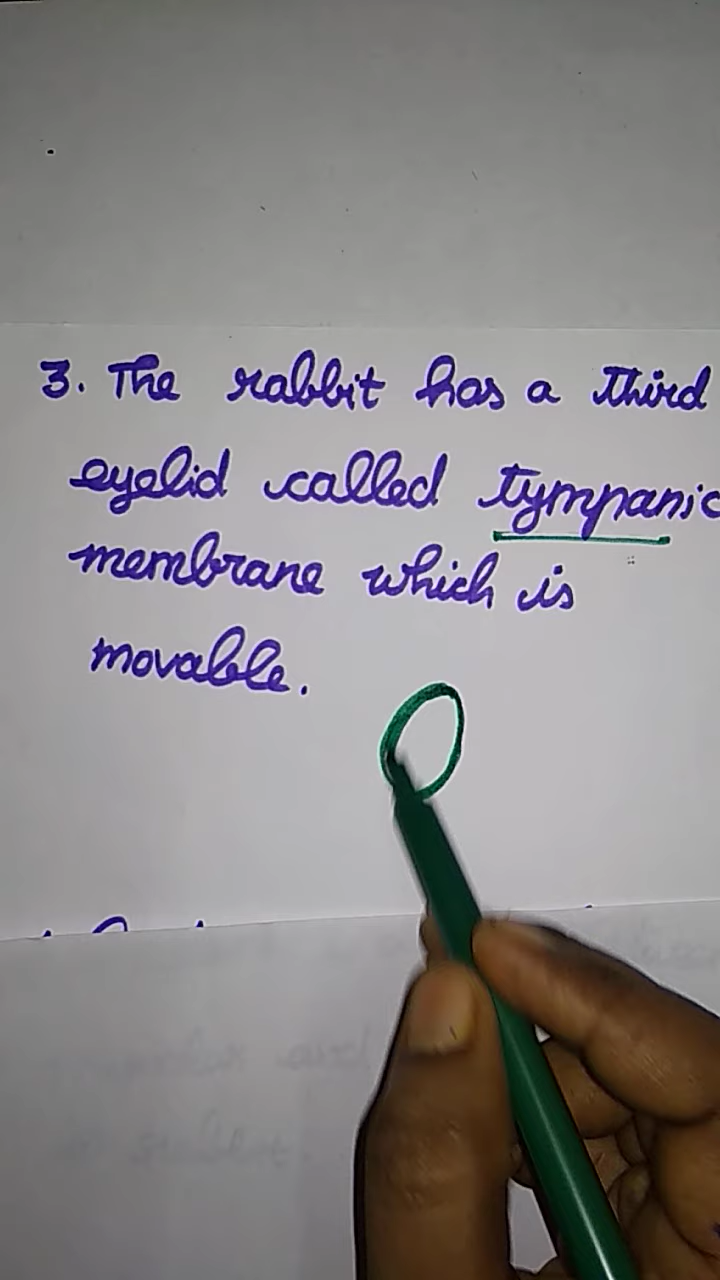 3. The rabbit has a third
eyelid called tympanic
membrane which is
movable.